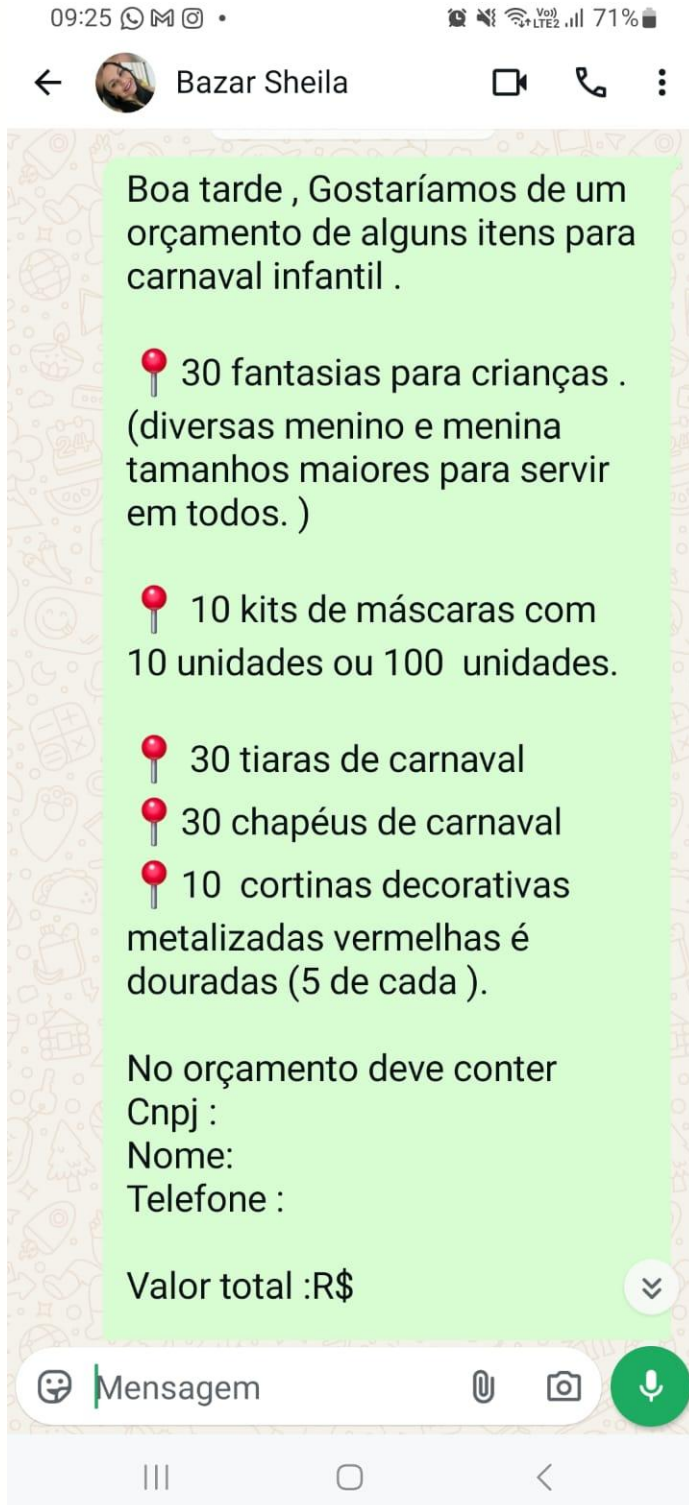 09:25
Vo)) LTE2 71%
Bazar Sheila
Boa tarde , Gostaríamos de um
orçamento de alguns itens para
carnaval infantil .
📍 30 fantasias para crianças .
(diversas menino e menina
tamanhos maiores para servir
em todos. )
📍 10 kits de máscaras com
10 unidades ou 100 unidades.
📍 30 tiaras de carnaval
📍 30 chapéus de carnaval
📍 10 cortinas decorativas
metalizadas vermelhas é
douradas (5 de cada ).
No orçamento deve conter
Cnpj :
Nome:
Telefone :
Valor total :R$
Mensagem